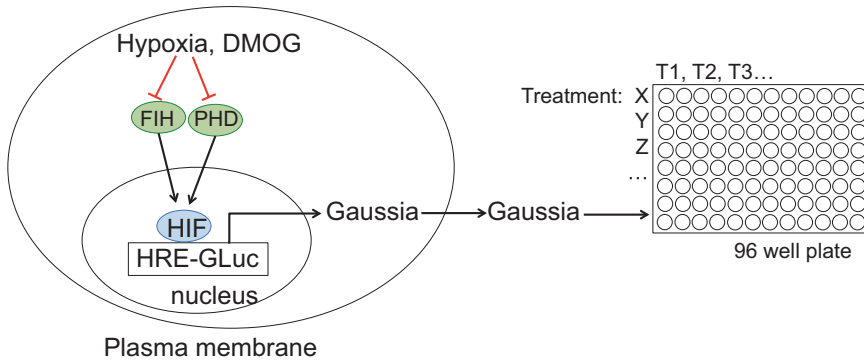 Hypoxia, DMOG
FIH
PHD
HIF
HRE-GLuc
nucleus
Plasma membrane
Gaussia
Gaussia
T1, T2, T3...
Treatment: X
Y
Z
...
96 well plate